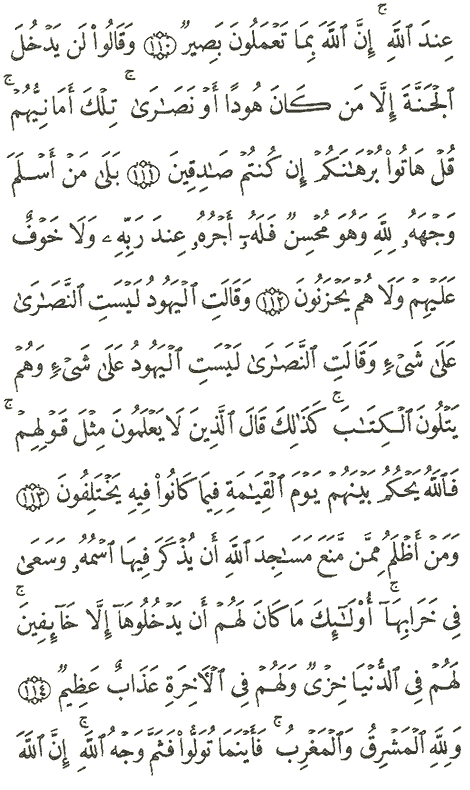 عِندَ ٱللَّهِ ۚ إِنَّ ٱللَّهَ بِمَا تَعۡمَلُونَ بَصِيرٞ ١١٠ وَقَالُواْ لَن يَدۡخُلَ
ٱلۡجَنَّةَ إِلَّا مَن كَانَ هُودًا أَوۡ نَصَٰرَىٰ ۗ تِلۡكَ أَمَانِيُّهُمۡ ۗ
قُلۡ هَاتُواْ بُرۡهَٰنَكُمۡ إِن كُنتُمۡ صَٰدِقِينَ ١١١ بَلَىٰ مَنۡ أَسۡلَمَ
وَجۡهَهُۥ لِلَّهِ وَهُوَ مُحۡسِنٞ فَلَهُۥٓ أَجۡرُهُۥ عِندَ رَبِّهِۦ وَلَا خَوۡفٌ
عَلَيۡهِمۡ وَلَا هُمۡ يَحۡزَنُونَ ١١٢ وَقَالَتِ ٱلۡيَهُودُ لَيۡسَتِ ٱلنَّصَٰرَىٰ
عَلَىٰ شَيۡءٖ وَقَالَتِ ٱلنَّصَٰرَىٰ لَيۡسَتِ ٱلۡيَهُودُ عَلَىٰ شَيۡءٖ وَهُمۡ
يَتۡلُونَ ٱلۡكِتَٰبَ ۗ كَذَٰلِكَ قَالَ ٱلَّذِينَ لَا يَعۡلَمُونَ مِثۡلَ قَوۡلِهِمۡ ۚ
فَٱللَّهُ يَحۡكُمُ بَيۡنَهُمۡ يَوۡمَ ٱلۡقِيَٰمَةِ فِيمَا كَانُواْ فِيهِ يَخۡتَلِفُونَ ١١٣
وَمَنۡ أَظۡلَمُ مِمَّن مَّنَعَ مَسَٰجِدَ ٱللَّهِ أَن يُذۡكَرَ فِيهَا ٱسۡمُهُۥ وَسَعَىٰ
فِي خَرَابِهَآ ۚ أُوْلَٰٓئِكَ مَا كَانَ لَهُمۡ أَن يَدۡخُلُوهَآ إِلَّا خَآئِفِينَ ۚ
لَهُمۡ فِي ٱلدُّنۡيَا خِزۡيٞ وَلَهُمۡ فِي ٱلۡأٓخِرَةِ عَذَابٌ عَظِيمٞ ١١٤
وَلِلَّهِ ٱلۡمَشۡرِقُ وَٱلۡمَغۡرِبُ ۚ فَأَيۡنَمَا تُوَلُّواْ فَثَمَّ وَجۡهُ ٱللَّهِ ۚ إِنَّ ٱللَّهَ